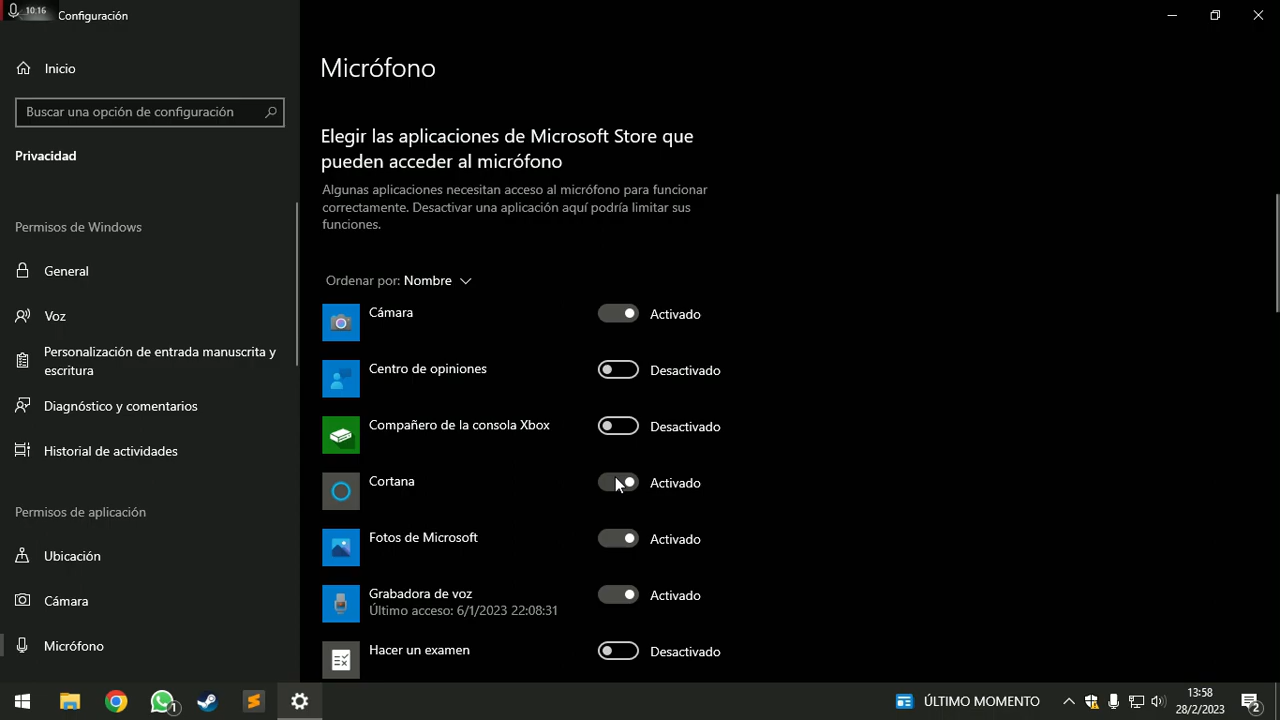 10:16
Configuración
Inicio
Buscar una opción de configuración
Privacidad
Permisos de Windows
General
Voz
Personalización de entrada manuscrita y
escritura
Diagnóstico y comentarios
Historial de actividades
Permisos de aplicación
Ubicación
Cámara
Micrófono
Micrófono
Elegir las aplicaciones de Microsoft Store que
pueden acceder al micrófono
Algunas aplicaciones necesitan acceso al micrófono para funcionar
correctamente. Desactivar una aplicación aquí podría limitar sus
funciones.
Ordenar por: Nombre
Cámara Activado
Centro de opiniones Desactivado
Compañero de la consola Xbox Desactivado
Cortana Activado
Fotos de Microsoft Activado
Grabadora de voz Activado
Último acceso: 6/1/2023 22:08:31
Hacer un examen Desactivado
1
ÚLTIMO MOMENTO
13:58
28/2/2023
2